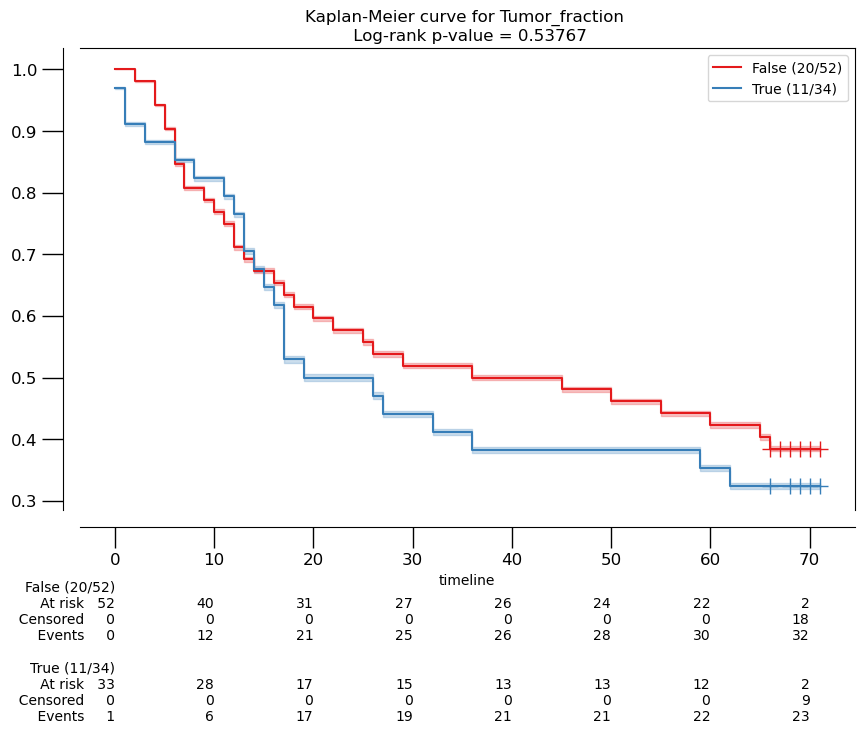 Kaplan-Meier curve for Tumor_fraction
Log-rank p-value = 0.53767
False (20/52)
True (11/34)
1.0
0.9
0.8
0.7
0.6
0.5
0.4
0.3
0 10 20 30 40 50 60 70
timeline
False (20/52)
At risk 52 40 31 27 26 24 22 2
Censored 0 0 0 0 0 0 0 18
Events 0 12 21 25 26 28 30 32
True (11/34)
At risk 33 28 17 15 13 13 12 2
Censored 0 0 0 0 0 0 0 9
Events 1 6 17 19 21 21 22 23